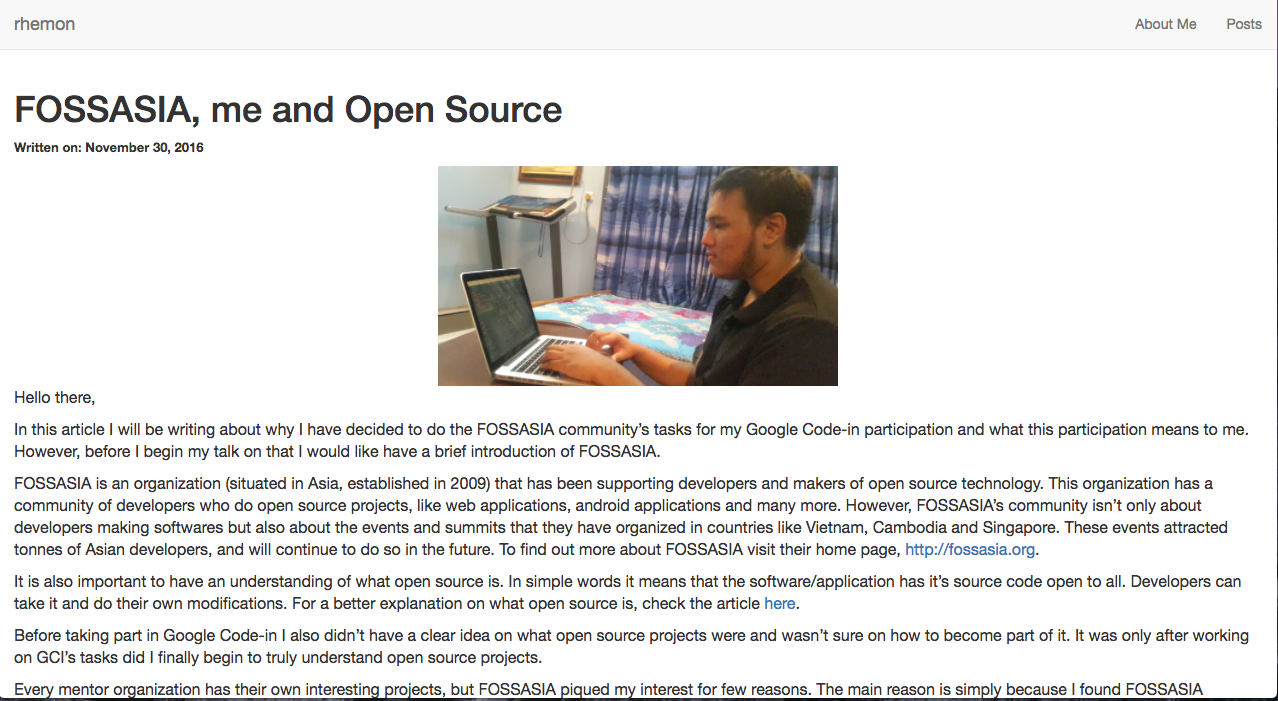 rhemon
About Me
Posts
FOSSASIA, me and Open Source
Written on: November 30, 2016
Hello there,
In this article I will be writing about why I have decided to do the FOSSASIA community’s tasks for my Google Code-in participation and what this participation means to me.
However, before I begin my talk on that I would like have a brief introduction of FOSSASIA.
FOSSASIA is an organization (situated in Asia, established in 2009) that has been supporting developers and makers of open source technology. This organization has a
community of developers who do open source projects, like web applications, android applications and many more. However, FOSSASIA’s community isn’t only about
developers making softwares but also about the events and summits that they have organized in countries like Vietnam, Cambodia and Singapore. These events attracted
tonnes of Asian developers, and will continue to do so in the future. To find out more about FOSSASIA visit their home page, http://fossasia.org.
It is also important to have an understanding of what open source is. In simple words it means that the software/application has it’s source code open to all. Developers can
take it and do their own modifications. For a better explanation on what open source is, check the article here.
Before taking part in Google Code-in I also didn’t have a clear idea on what open source projects were and wasn’t sure on how to become part of it. It was only after working
on GCI’s tasks did I finally begin to truly understand open source projects.
Every mentor organization has their own interesting projects, but FOSSASIA piqued my interest for few reasons. The main reason is simply because I found FOSSASIA